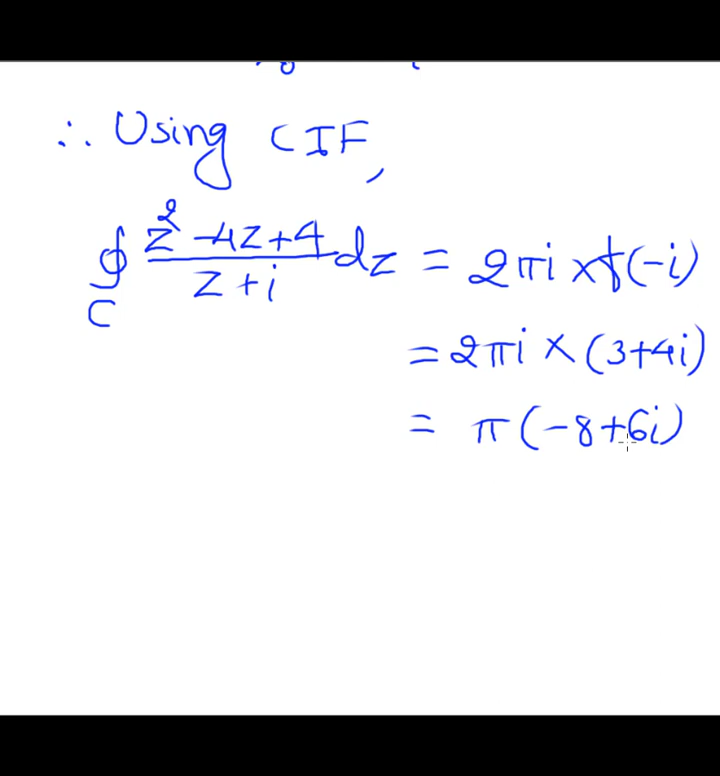 ∴ Using CIF,
∮_C (z² - 4z + 4)/(z + i) dz = 2πi × f(-i)
= 2πi × (3+4i)
= π(-8+6i)